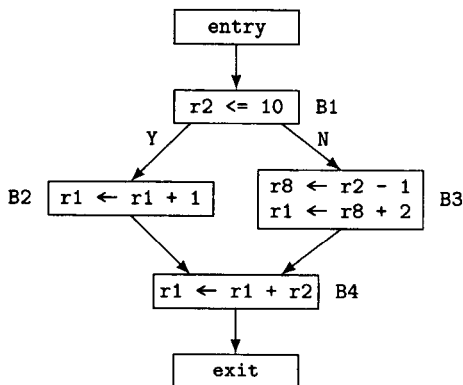 entry
r2 <= 10 B1
Y N
B2 r1 ← r1 + 1
r8 ← r2 - 1
r1 ← r8 + 2 B3
r1 ← r1 + r2 B4
exit